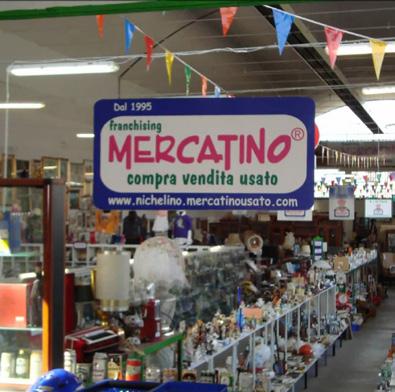 Dal 1995
franchising
MERCATINO®
compra vendita usato
www.nichelino.mercatinousato.com